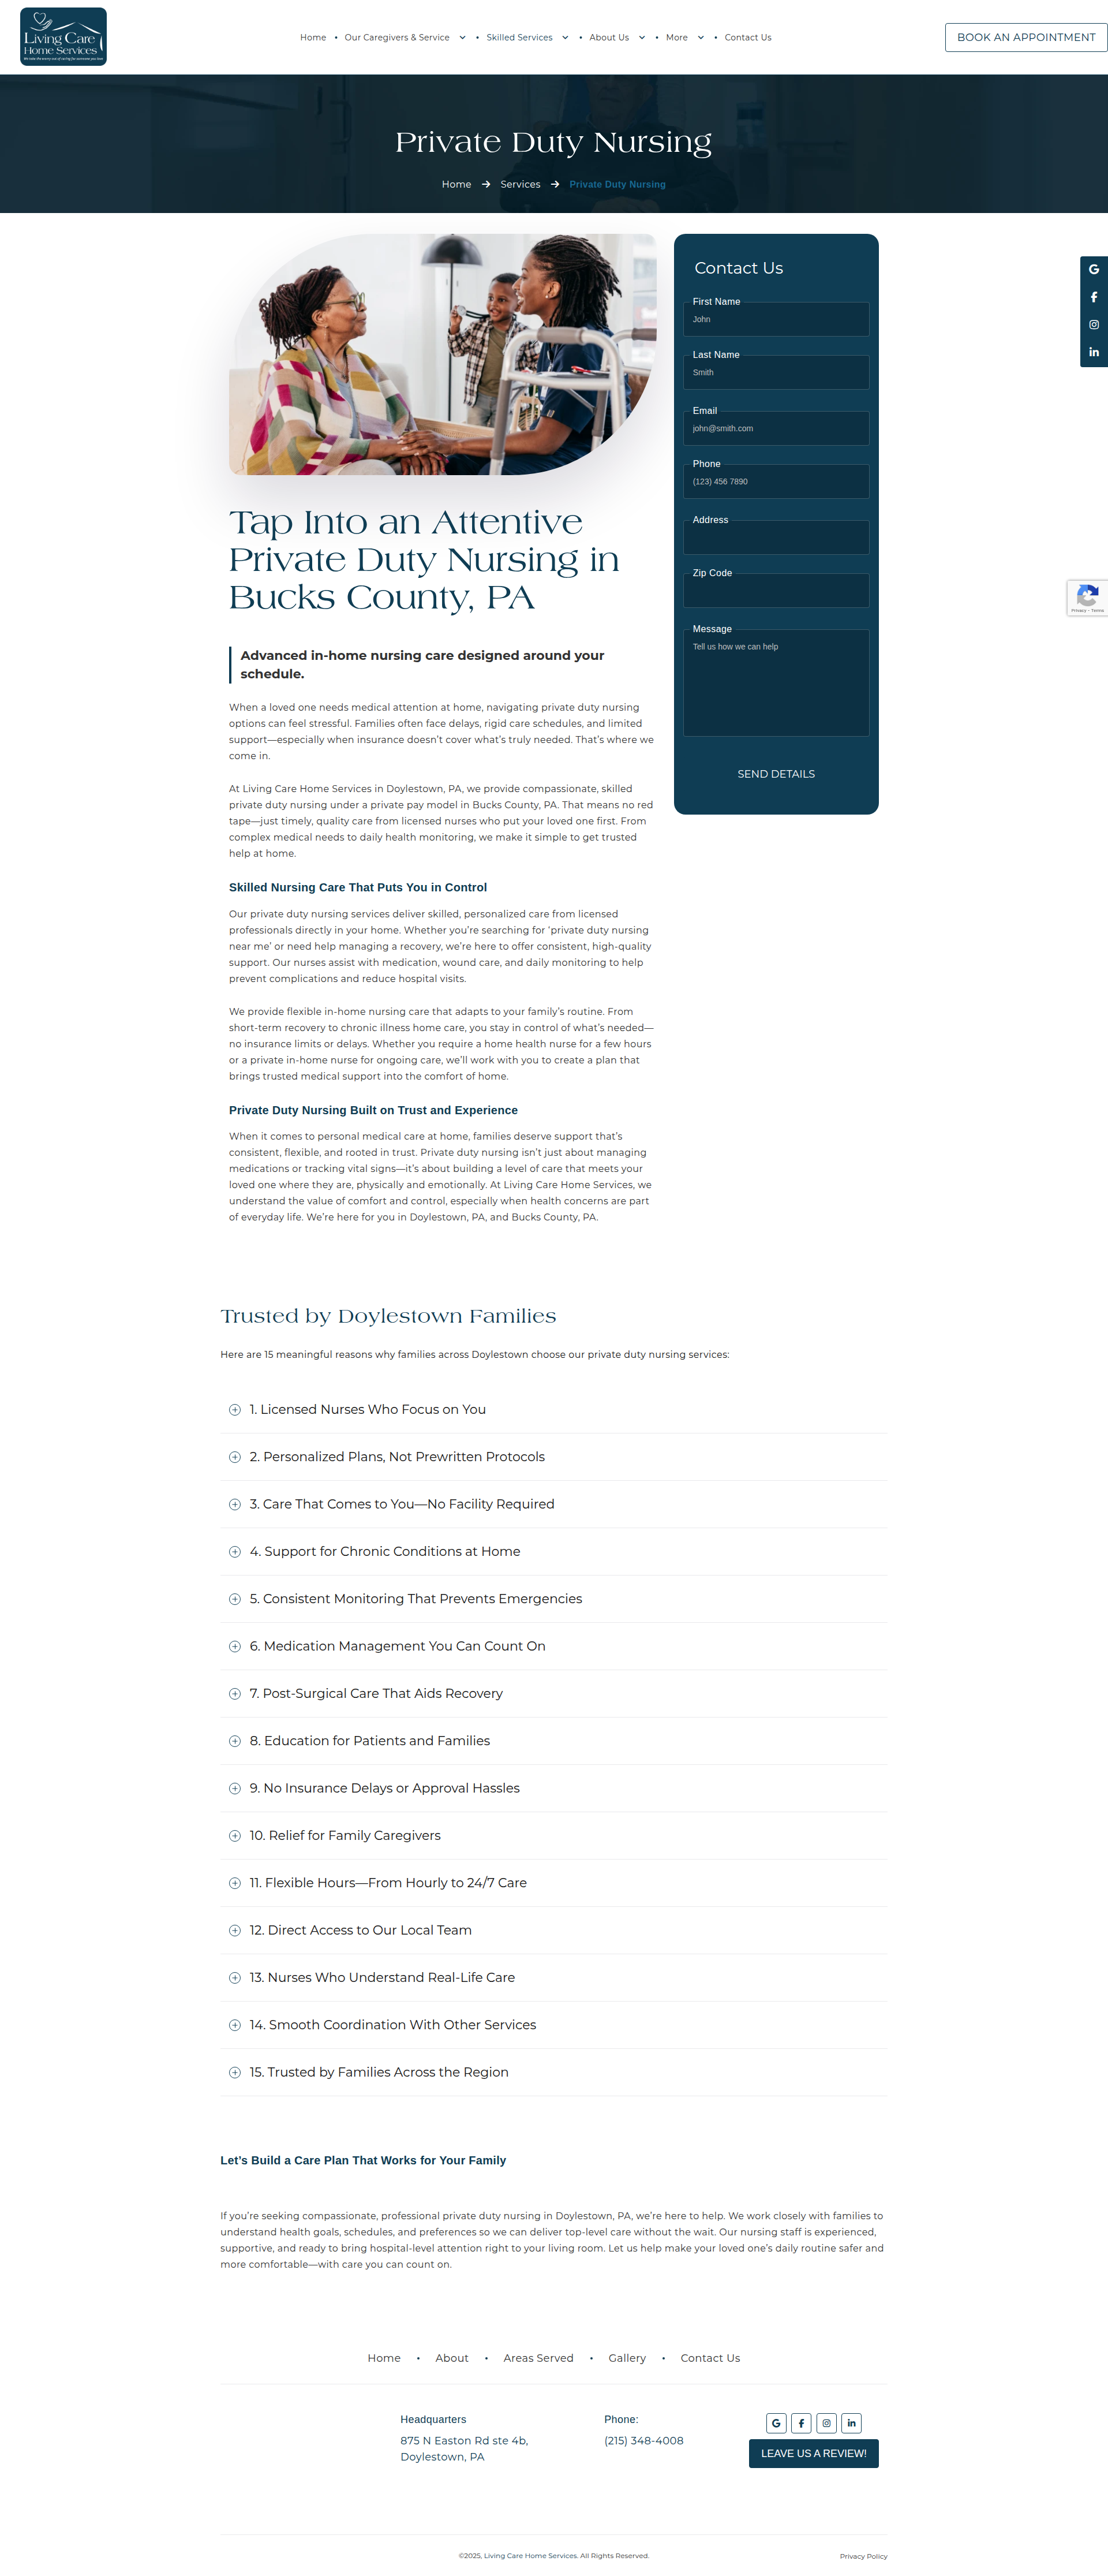 Living Care
Home Services
We take the worry out of caring for someone you love
Home • Our Caregivers & Service • Skilled Services • About Us • More • Contact Us
BOOK AN APPOINTMENT
Private Duty Nursing
Home → Services → Private Duty Nursing
Tap Into an Attentive
Private Duty Nursing in
Bucks County, PA
Advanced in-home nursing care designed around your
schedule.
When a loved one needs medical attention at home, navigating private duty nursing
options can feel stressful. Families often face delays, rigid care schedules, and limited
support—especially when insurance doesn’t cover what’s truly needed. That’s where we
come in.
At Living Care Home Services in Doylestown, PA, we provide compassionate, skilled
private duty nursing under a private pay model in Bucks County, PA. That means no red
tape—just timely, quality care from licensed nurses who put your loved one first. From
complex medical needs to daily health monitoring, we make it simple to get trusted
help at home.
Skilled Nursing Care That Puts You in Control
Our private duty nursing services deliver skilled, personalized care from licensed
professionals directly in your home. Whether you’re searching for ‘private duty nursing
near me’ or need help managing a recovery, we’re here to offer consistent, high-quality
support. Our nurses assist with medication, wound care, and daily monitoring to help
prevent complications and reduce hospital visits.
We provide flexible in-home nursing care that adapts to your family’s routine. From
short-term recovery to chronic illness home care, you stay in control of what’s needed—
no insurance limits or delays. Whether you require a home health nurse for a few hours
or a private in-home nurse for ongoing care, we’ll work with you to create a plan that
brings trusted medical support into the comfort of home.
Private Duty Nursing Built on Trust and Experience
When it comes to personal medical care at home, families deserve support that’s
consistent, flexible, and rooted in trust. Private duty nursing isn’t just about managing
medications or tracking vital signs—it’s about building a level of care that meets your
loved one where they are, physically and emotionally. At Living Care Home Services, we
understand the value of comfort and control, especially when health concerns are part
of everyday life. We’re here for you in Doylestown, PA, and Bucks County, PA.
Contact Us
First Name
John
Last Name
Smith
Email
john@smith.com
Phone
(123) 456 7890
Address
Zip Code
Message
Tell us how we can help
SEND DETAILS
Privacy - Terms
Trusted by Doylestown Families
Here are 15 meaningful reasons why families across Doylestown choose our private duty nursing services:
1. Licensed Nurses Who Focus on You
2. Personalized Plans, Not Prewritten Protocols
3. Care That Comes to You—No Facility Required
4. Support for Chronic Conditions at Home
5. Consistent Monitoring That Prevents Emergencies
6. Medication Management You Can Count On
7. Post-Surgical Care That Aids Recovery
8. Education for Patients and Families
9. No Insurance Delays or Approval Hassles
10. Relief for Family Caregivers
11. Flexible Hours—From Hourly to 24/7 Care
12. Direct Access to Our Local Team
13. Nurses Who Understand Real-Life Care
14. Smooth Coordination With Other Services
15. Trusted by Families Across the Region
Let’s Build a Care Plan That Works for Your Family
If you’re seeking compassionate, professional private duty nursing in Doylestown, PA, we’re here to help. We work closely with families to
understand health goals, schedules, and preferences so we can deliver top-level care without the wait. Our nursing staff is experienced,
supportive, and ready to bring hospital-level attention right to your living room. Let us help make your loved one’s daily routine safer and
more comfortable—with care you can count on.
Home • About • Areas Served • Gallery • Contact Us
Headquarters
875 N Easton Rd ste 4b,
Doylestown, PA
Phone:
(215) 348-4008
LEAVE US A REVIEW!
©2025, Living Care Home Services. All Rights Reserved.
Privacy Policy